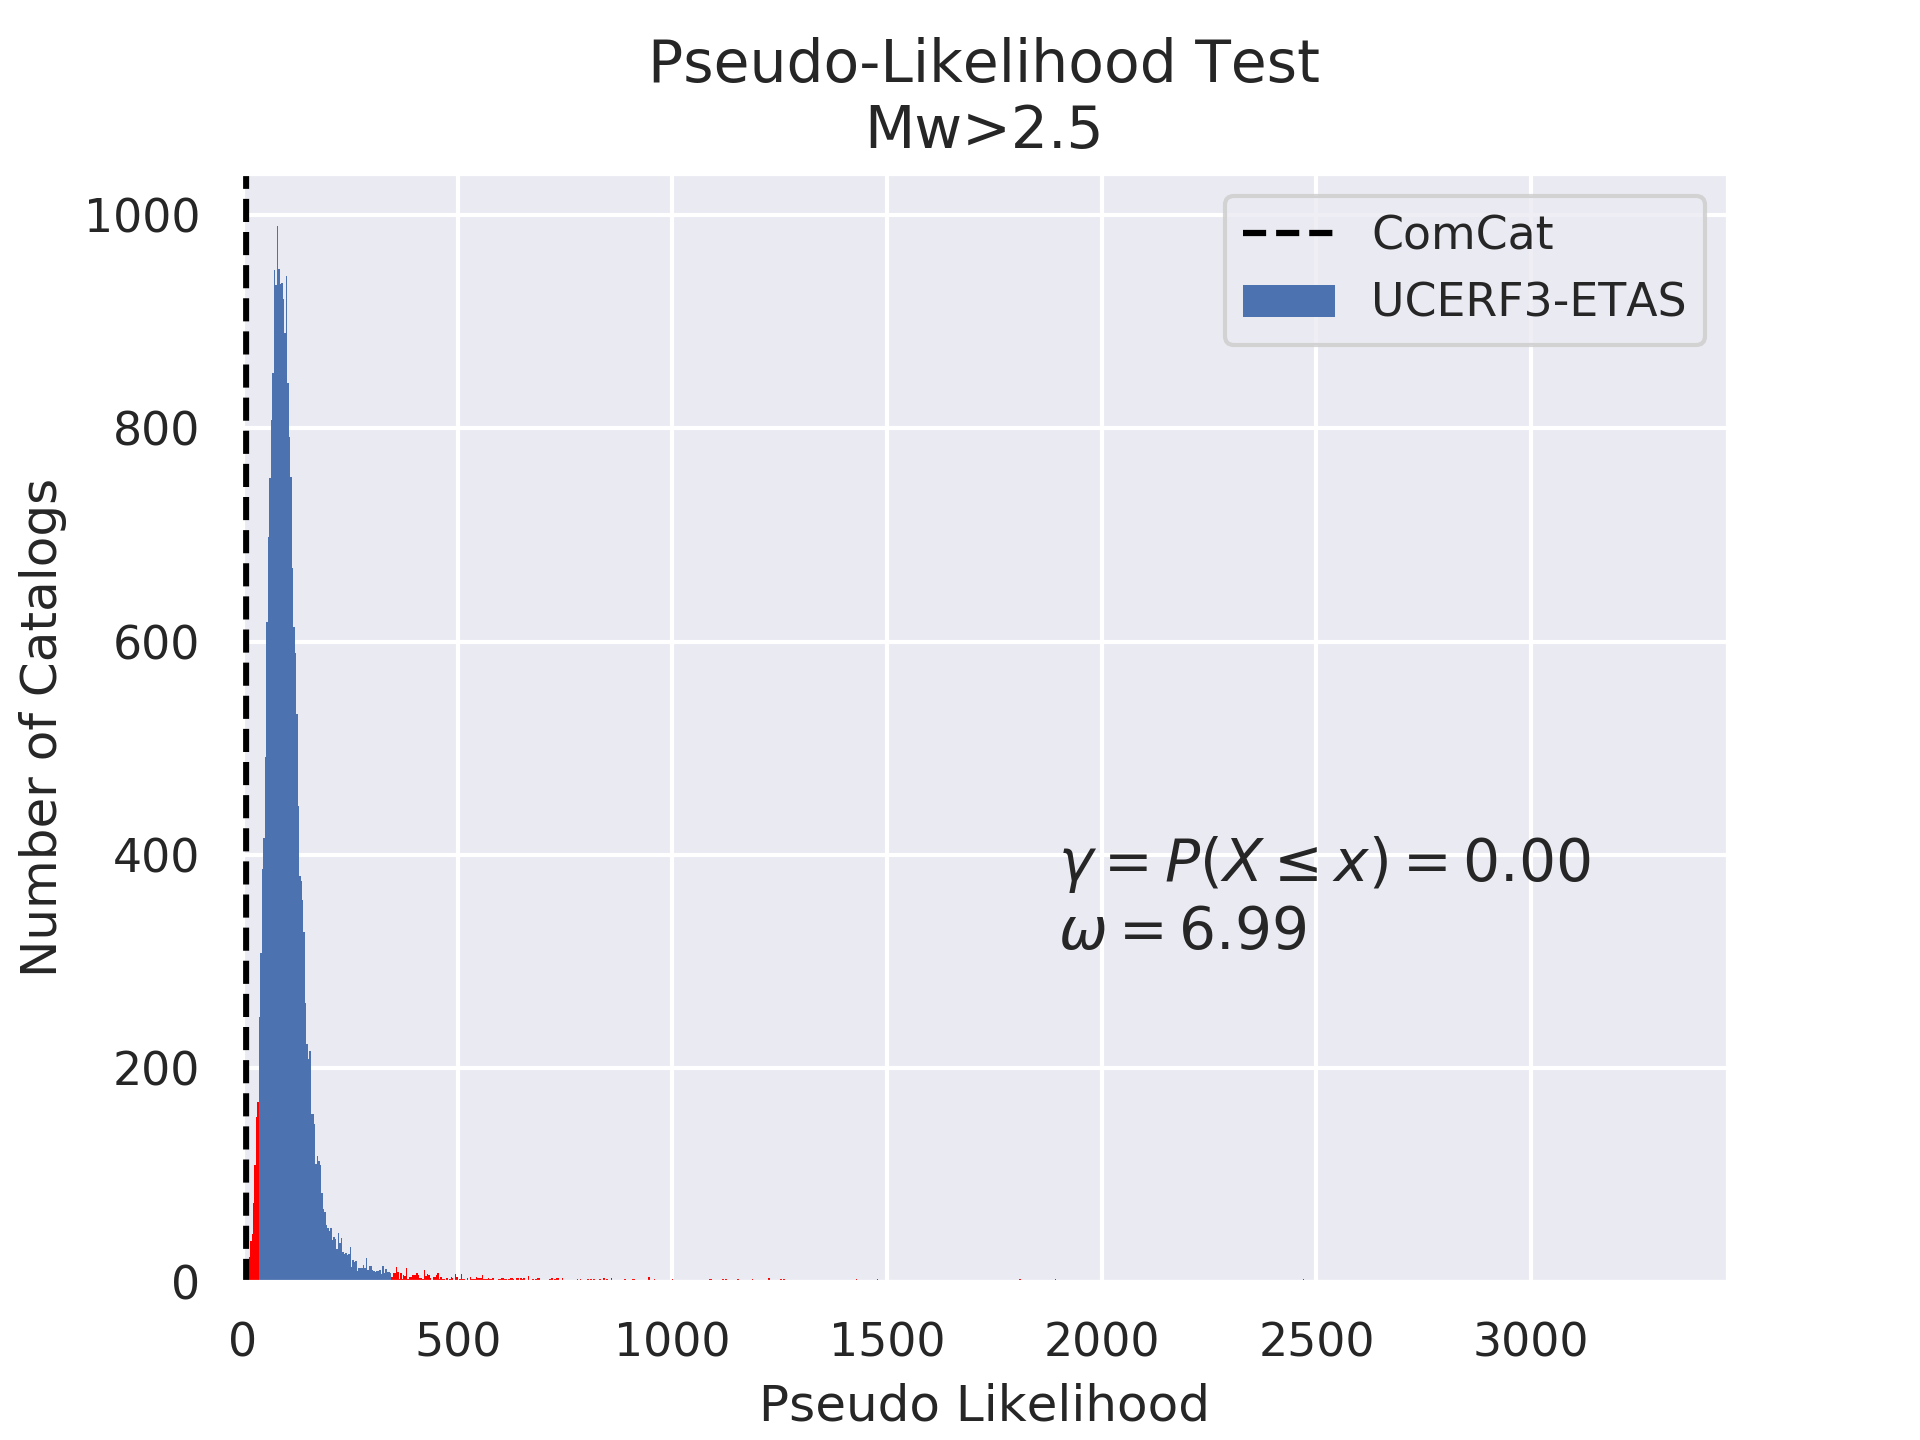 Pseudo-Likelihood Test
Mw>2.5
1000
800
600
400
200
0
Number of Catalogs
ComCat
UCERF3-ETAS
γ = P(X ≤ x) = 0.00
ω = 6.99
0 500 1000 1500 2000 2500 3000
Pseudo Likelihood